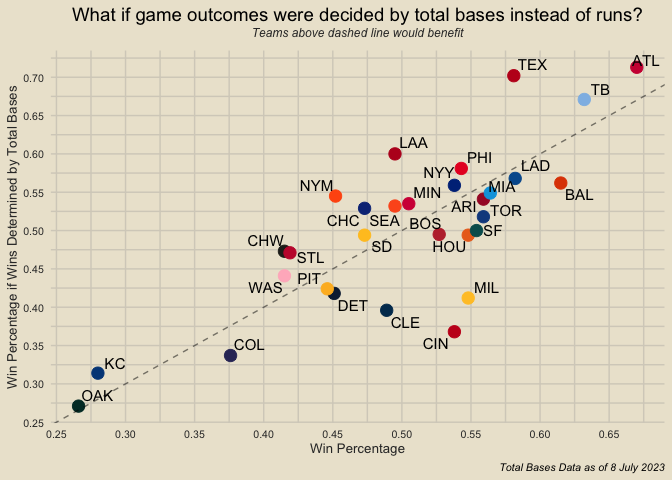 What if game outcomes were decided by total bases instead of runs?
Teams above dashed line would benefit
Win Percentage if Wins Determined by Total Bases
0.70
0.65
0.60
0.55
0.50
0.45
0.40
0.35
0.30
0.25
TEX
ATL
TB
LAA
PHI
LAD
NYY
MIA
BAL
NYM
MIN
ARI
TOR
CHC
SEA
BOS
SF
HOU
SD
CHW
STL
WAS
PIT
DET
MIL
CLE
CIN
COL
KC
OAK
0.25
0.30
0.35
0.40
0.45
0.50
0.55
0.60
0.65
Win Percentage
Total Bases Data as of 8 July 2023